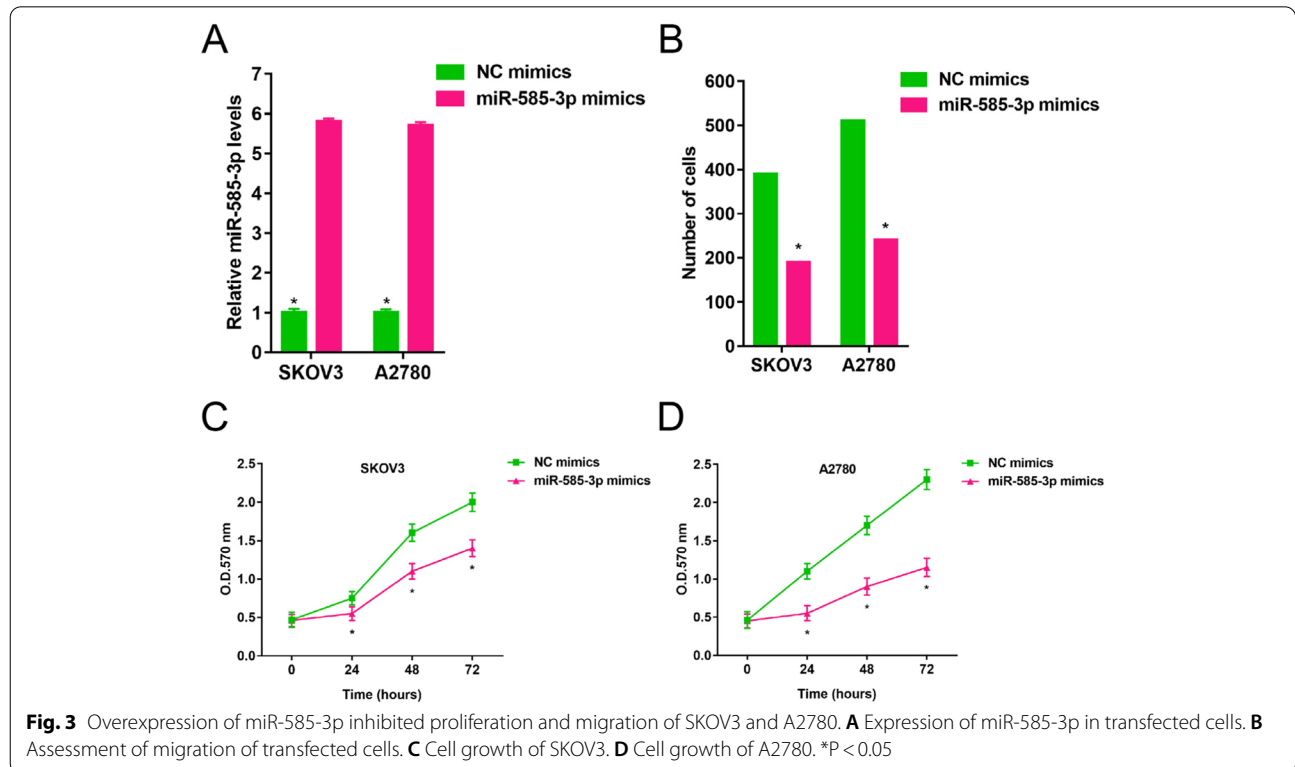 A
NC mimics
miR-585-3p mimics
Relative miR-585-3p levels
7
6
5
4
3
2
1
0
*
*
SKOV3
A2780
B
NC mimics
miR-585-3p mimics
Number of cells
600
500
400
300
200
100
0
*
*
SKOV3
A2780
C
SKOV3
NC mimics
miR-585-3p mimics
O.D.570 nm
2.5
2.0
1.5
1.0
0.5
0.0
*
*
*
0 24 48 72
Time (hours)
D
A2780
NC mimics
miR-585-3p mimics
O.D.570 nm
2.5
2.0
1.5
1.0
0.5
0.0
*
*
*
0 24 48 72
Time (hours)
Fig. 3 Overexpression of miR-585-3p inhibited proliferation and migration of SKOV3 and A2780. A Expression of miR-585-3p in transfected cells. B
Assessment of migration of transfected cells. C Cell growth of SKOV3. D Cell growth of A2780. *P < 0.05